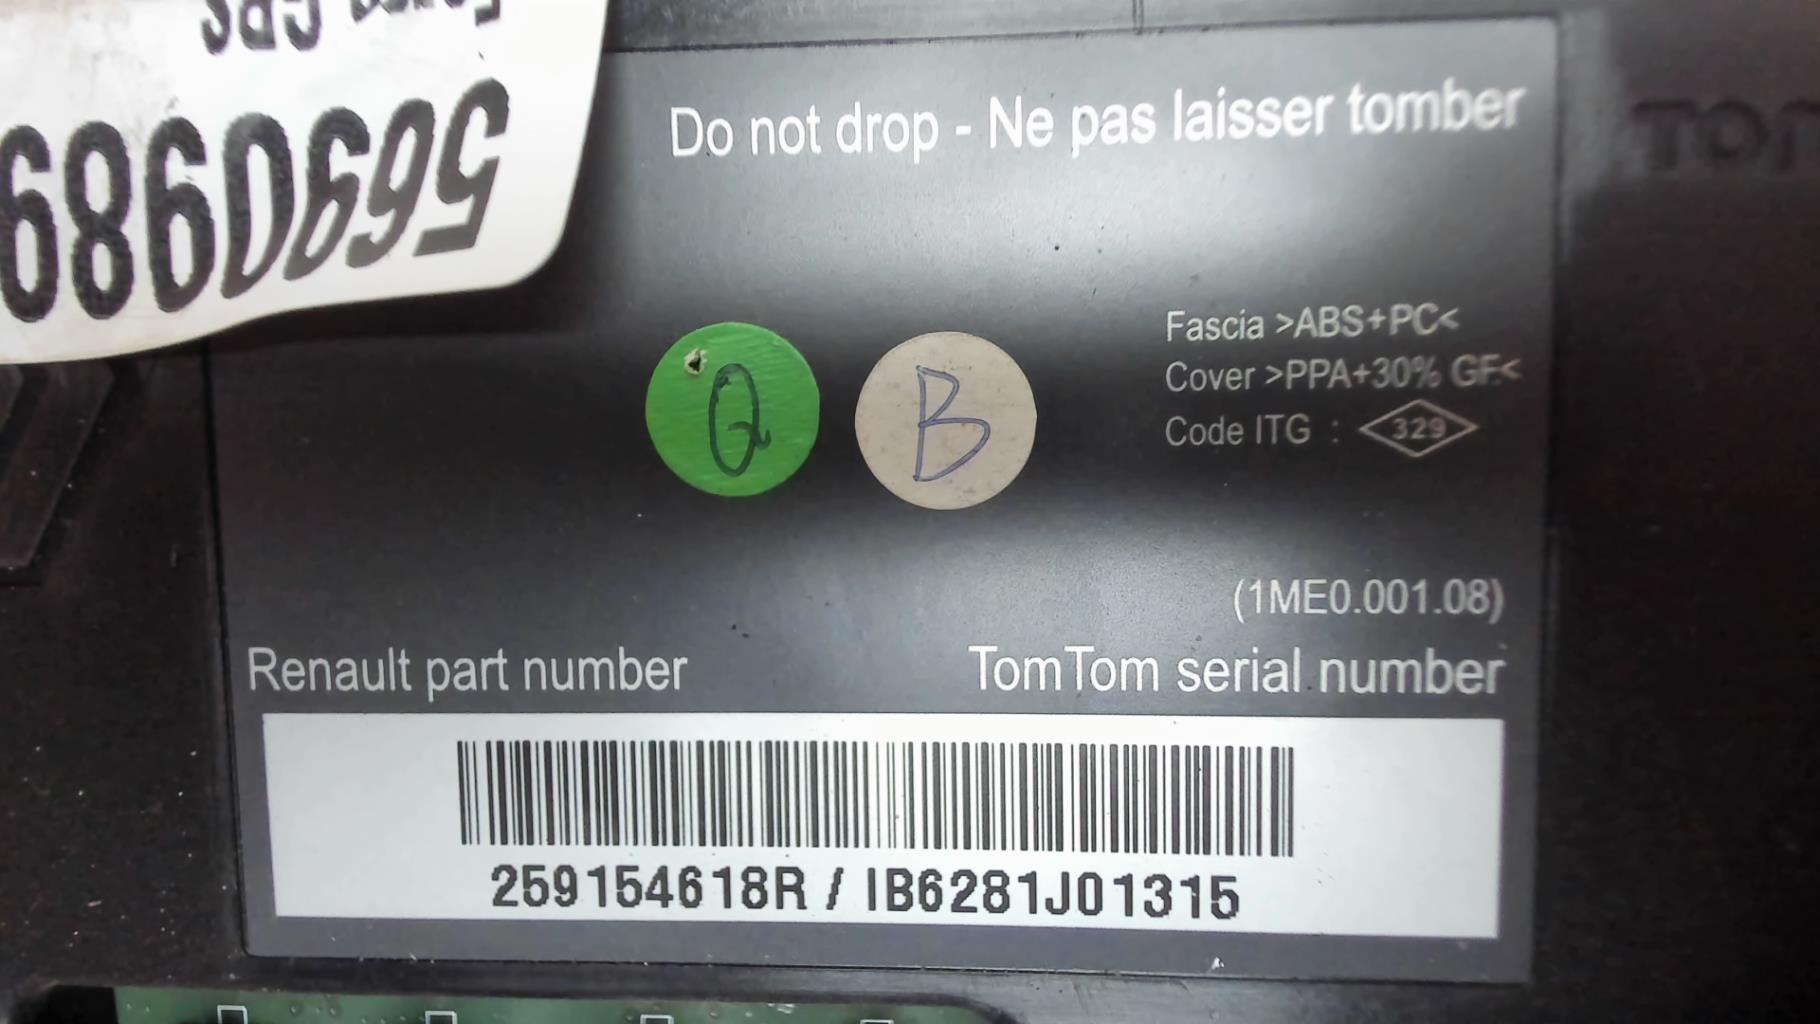 Do not drop - Ne pas laisser tomber
Q
B
Fascia >ABS+PC<
Cover >PPA+30% GF<
Code ITG : 329
(1ME0.001.08)
Renault part number
TomTom serial number
259154618R / IB6281J01315